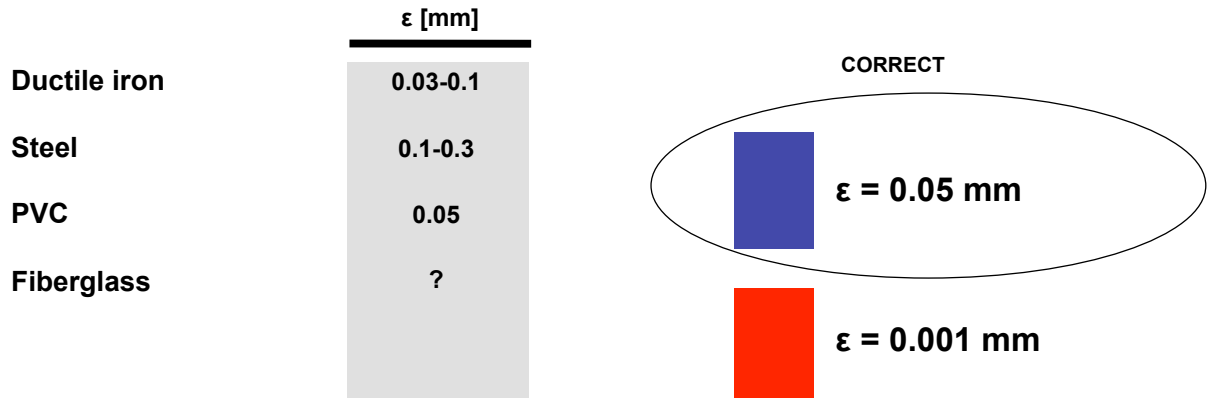 ε [mm]
Ductile iron 0.03-0.1
Steel 0.1-0.3
PVC 0.05
Fiberglass ?
CORRECT
ε = 0.05 mm
ε = 0.001 mm